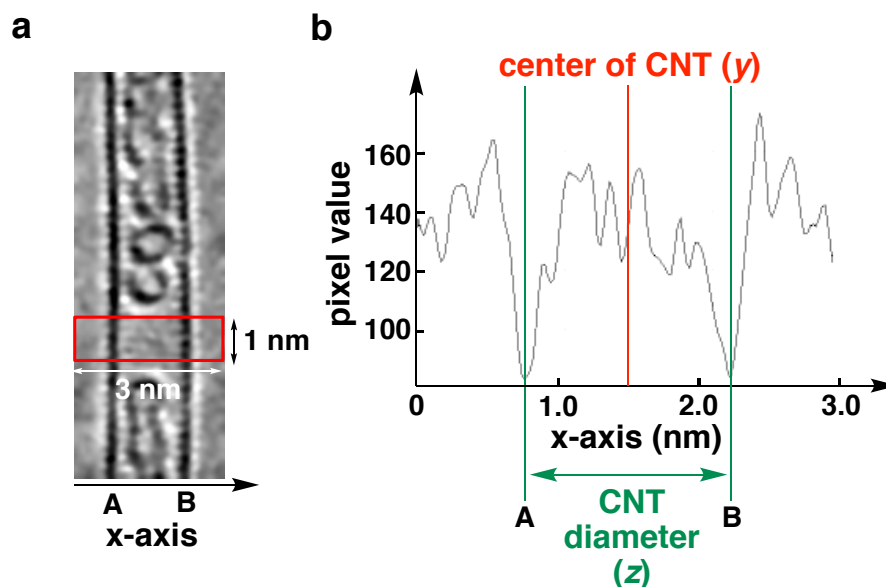 a
1 nm
3 nm
A B
x-axis
b
center of CNT (y)
pixel value
160
140
120
100
0 1.0 2.0 3.0
x-axis (nm)
A B
CNT
diameter
(z)